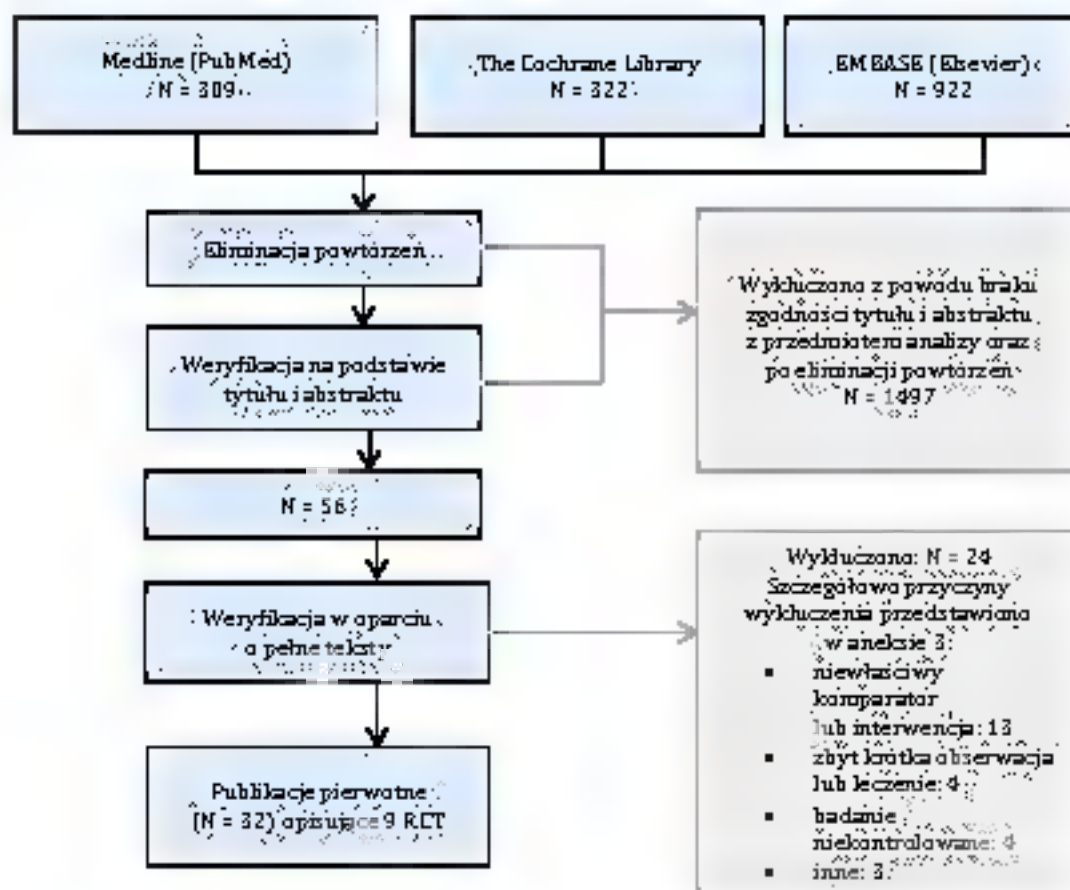 Medline (PubMed)
N = 309
The Cochrane Library
N = 322
EMBASE (Elsevier)
N = 922
Eliminacja powtórzeń
Weryfikacja na podstawie
tytułu i abstraktu
Wykluczono z powodu braku
zgodności tytułu i abstraktu
z przedmiotem analizy oraz
po eliminacji powtórzeń
N = 1497
N = 56
Weryfikacja w oparciu
o pełne teksty
Wykluczono: N = 24
Szczegółowo przyczyny
wykluczenia przedstawiono
w aneksie 3:
▪ niewłaściwy
komparator
lub interwencja: 13
▪ zbyt krótka obserwacja
lub leczenie: 4
▪ badanie
niekontrolowane: 4
▪ inne: 3
Publikacje pierwotne
(N = 32) opisujące 9 RCT